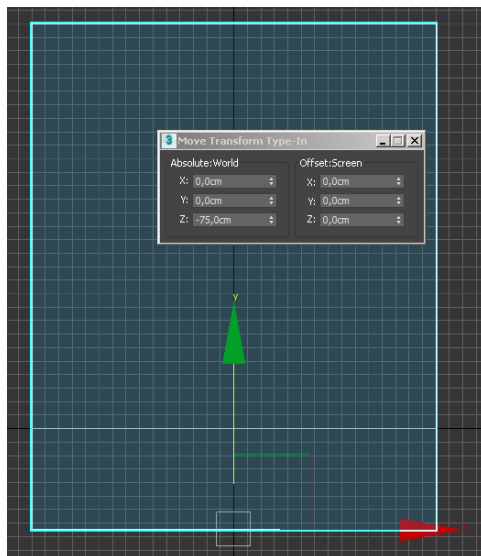 3 Move Transform Type-In
Absolute:World
Offset:Screen
X: 0,0cm
X: 0,0cm
Y: 0,0cm
Y: 0,0cm
Z: -75,0cm
Z: 0,0cm
y